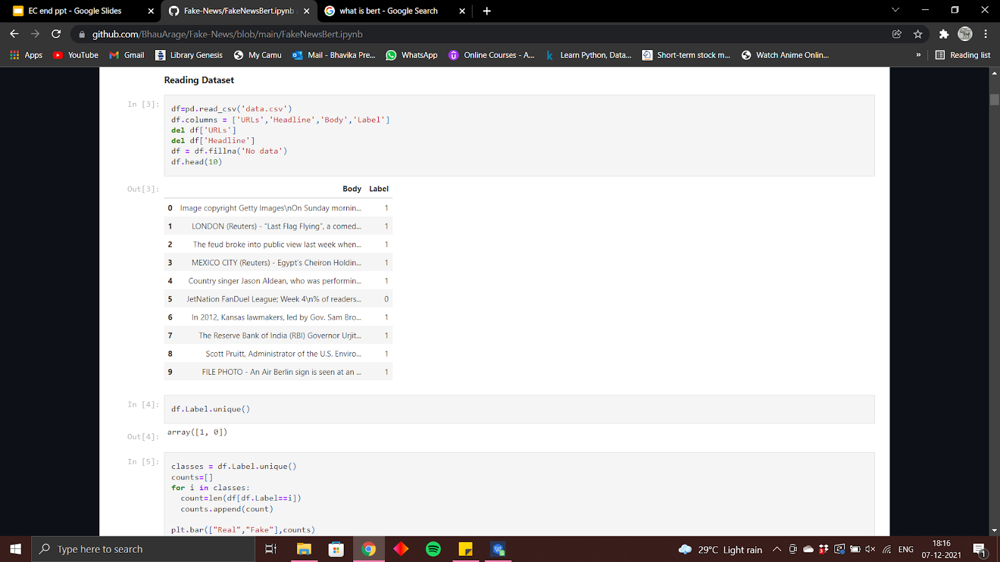 EC end ppt - Google Slides
Fake-News/FakeNewsBert.ipynb
what is bert - Google Search
github.com/BhauArage/Fake-News/blob/main/FakeNewsBert.ipynb
Apps YouTube Gmail Library Genesis My Camu Mail - Bhavika Pre... WhatsApp Online Courses - A... Learn Python, Data... Short-term stock m... Watch Anime Onlin... » Reading list
Reading Dataset
In [3]:
df=pd.read_csv('data.csv')
df.columns = ['URLs','Headline','Body','Label']
del df['URLs']
del df['Headline']
df = df.fillna('No data')
df.head(10)
Out[3]:
Body Label
0 Image copyright Getty Images\nOn Sunday mornin... 1
1 LONDON (Reuters) - “Last Flag Flying”, a comed... 1
2 The feud broke into public view last week when... 1
3 MEXICO CITY (Reuters) - Egypt's Cheiron Holdin... 1
4 Country singer Jason Aldean, who was performin... 1
5 JetNation FanDuel League; Week 4\n% of readers... 0
6 In 2012, Kansas lawmakers, led by Gov. Sam Bro... 1
7 The Reserve Bank of India (RBI) Governor Urjit... 1
8 Scott Pruitt, Administrator of the U.S. Enviro... 1
9 FILE PHOTO - An Air Berlin sign is seen at an ... 1
In [4]:
df.Label.unique()
Out[4]:
array([1, 0])
In [5]:
classes = df.Label.unique()
counts=[]
for i in classes:
count=len(df[df.Label==i])
counts.append(count)
plt.bar(["Real","Fake"],counts)
Type here to search
29°C Light rain
ENG
18:16
07-12-2021
1